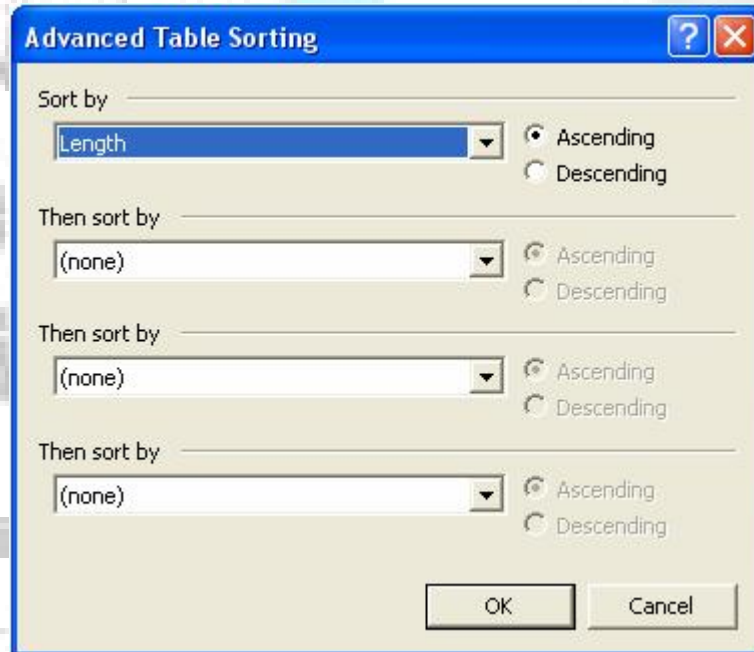 Advanced Table Sorting
Sort by
Length
Ascending
Descending
Then sort by
(none)
Ascending
Descending
Then sort by
(none)
Ascending
Descending
Then sort by
(none)
Ascending
Descending
OK Cancel